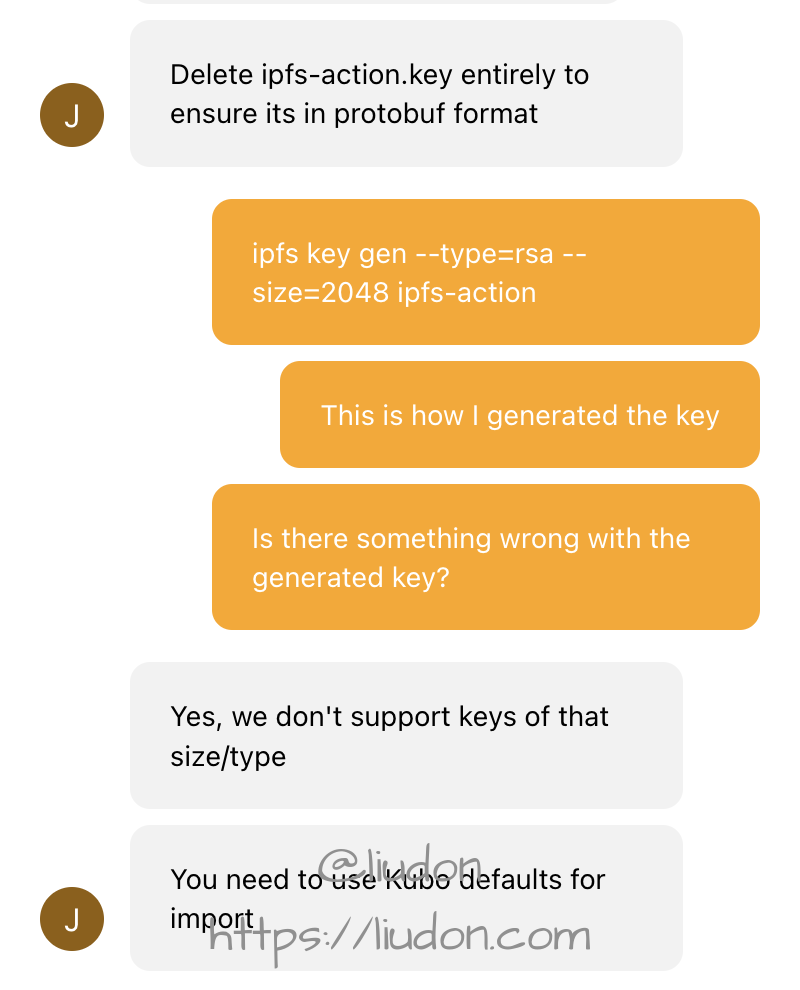 Delete ipfs-action.key entirely to
ensure its in protobuf format
J
ipfs key gen --type=rsa --
size=2048 ipfs-action
This is how I generated the key
Is there something wrong with the
generated key?
Yes, we don't support keys of that
size/type
You need to use Kubo defaults for
import
J
@liudon
https://liudon.com